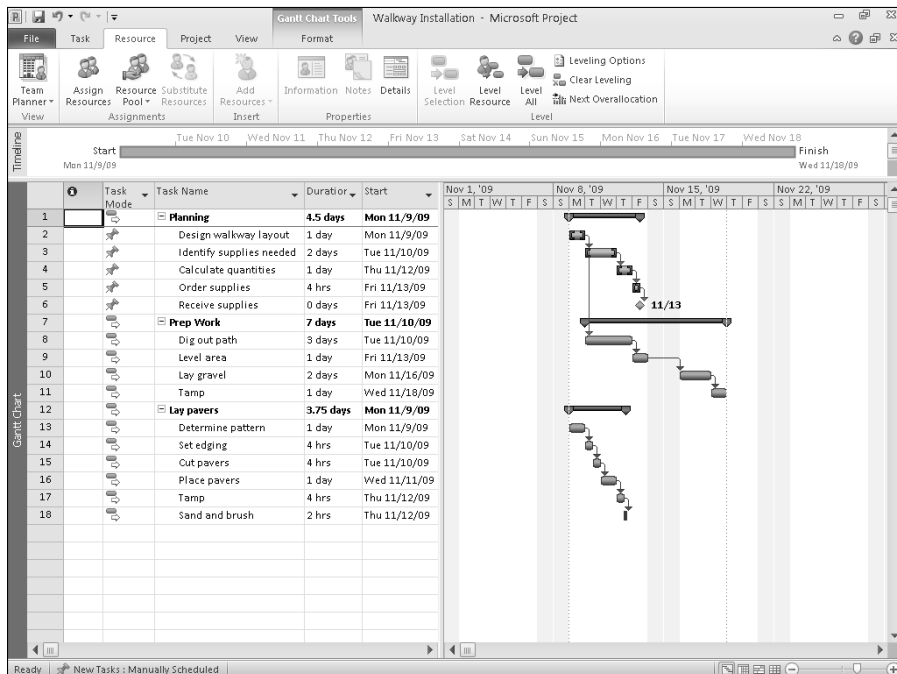 Gantt Chart Tools Walkway Installation - Microsoft Project
File Task Resource Project View Format
Team Planner
Assign Resources
Resource Pool
Substitute Resources
Add Resources
Information Notes Details
Level Selection
Level Resource
Level All
Leveling Options
Clear Leveling
Next Overallocation
View Assignments Insert Properties Level
Timeline
Tue Nov 10 Wed Nov 11 Thu Nov 12 Fri Nov 13 Sat Nov 14 Sun Nov 15 Mon Nov 16 Tue Nov 17 Wed Nov 18
Start Finish
Mon 11/9/09 Wed 11/18/09
Gantt Chart
Task Mode Task Name Duration Start
Nov 1, '09 Nov 8, '09 Nov 15, '09 Nov 22, '09
S M T W T F S S M T W T F S S M T W T F S S M T W T F S
1 Planning 4.5 days Mon 11/9/09
2 Design walkway layout 1 day Mon 11/9/09
3 Identify supplies needed 2 days Tue 11/10/09
4 Calculate quantities 1 day Thu 11/12/09
5 Order supplies 4 hrs Fri 11/13/09
6 Receive supplies 0 days Fri 11/13/09 11/13
7 Prep Work 7 days Tue 11/10/09
8 Dig out path 3 days Tue 11/10/09
9 Level area 1 day Fri 11/13/09
10 Lay gravel 2 days Mon 11/16/09
11 Tamp 1 day Wed 11/18/09
12 Lay pavers 3.75 days Mon 11/9/09
13 Determine pattern 1 day Mon 11/9/09
14 Set edging 4 hrs Tue 11/10/09
15 Cut pavers 4 hrs Tue 11/10/09
16 Place pavers 1 day Wed 11/11/09
17 Tamp 4 hrs Thu 11/12/09
18 Sand and brush 2 hrs Thu 11/12/09
Ready New Tasks : Manually Scheduled